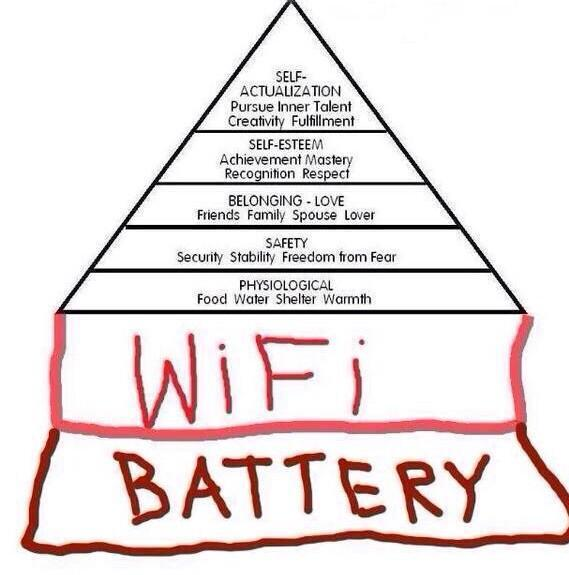 SELF-
ACTUALIZATION
Pursue Inner Talent
Creativity Fulfillment
SELF-ESTEEM
Achievement Mastery
Recognition Respect
BELONGING - LOVE
Friends Family Spouse Lover
SAFETY
Security Stability Freedom from Fear
PHYSIOLOGICAL
Food Water Shelter Warmth
WiFi
BATTERY